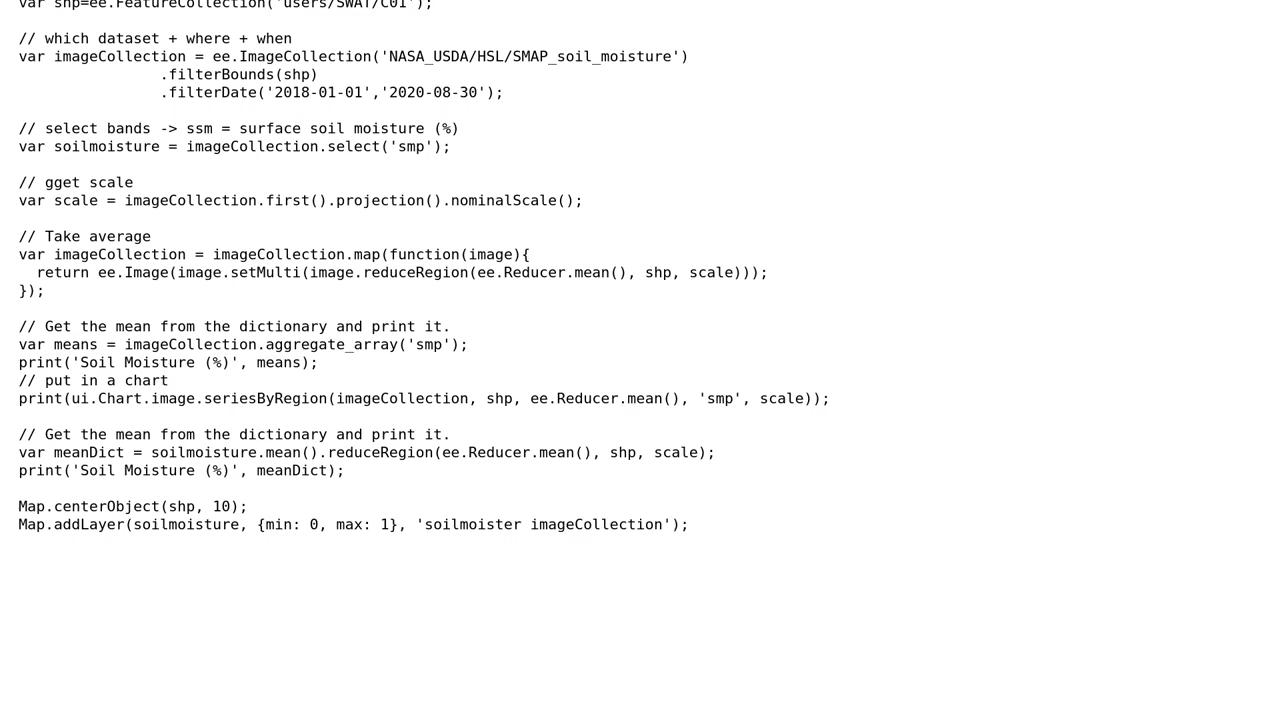 var shp=ee.FeatureCollection('users/SWAT/C01');
// which dataset + where + when
var imageCollection = ee.ImageCollection('NASA_USDA/HSL/SMAP_soil_moisture')
.filterBounds(shp)
.filterDate('2018-01-01','2020-08-30');
// select bands -> ssm = surface soil moisture (%)
var soilmoisture = imageCollection.select('smp');
// gget scale
var scale = imageCollection.first().projection().nominalScale();
// Take average
var imageCollection = imageCollection.map(function(image){
return ee.Image(image.setMulti(image.reduceRegion(ee.Reducer.mean(), shp, scale)));
});
// Get the mean from the dictionary and print it.
var means = imageCollection.aggregate_array('smp');
print('Soil Moisture (%)', means);
// put in a chart
print(ui.Chart.image.seriesByRegion(imageCollection, shp, ee.Reducer.mean(), 'smp', scale));
// Get the mean from the dictionary and print it.
var meanDict = soilmoisture.mean().reduceRegion(ee.Reducer.mean(), shp, scale);
print('Soil Moisture (%)', meanDict);
Map.centerObject(shp, 10);
Map.addLayer(soilmoisture, {min: 0, max: 1}, 'soilmoister imageCollection');